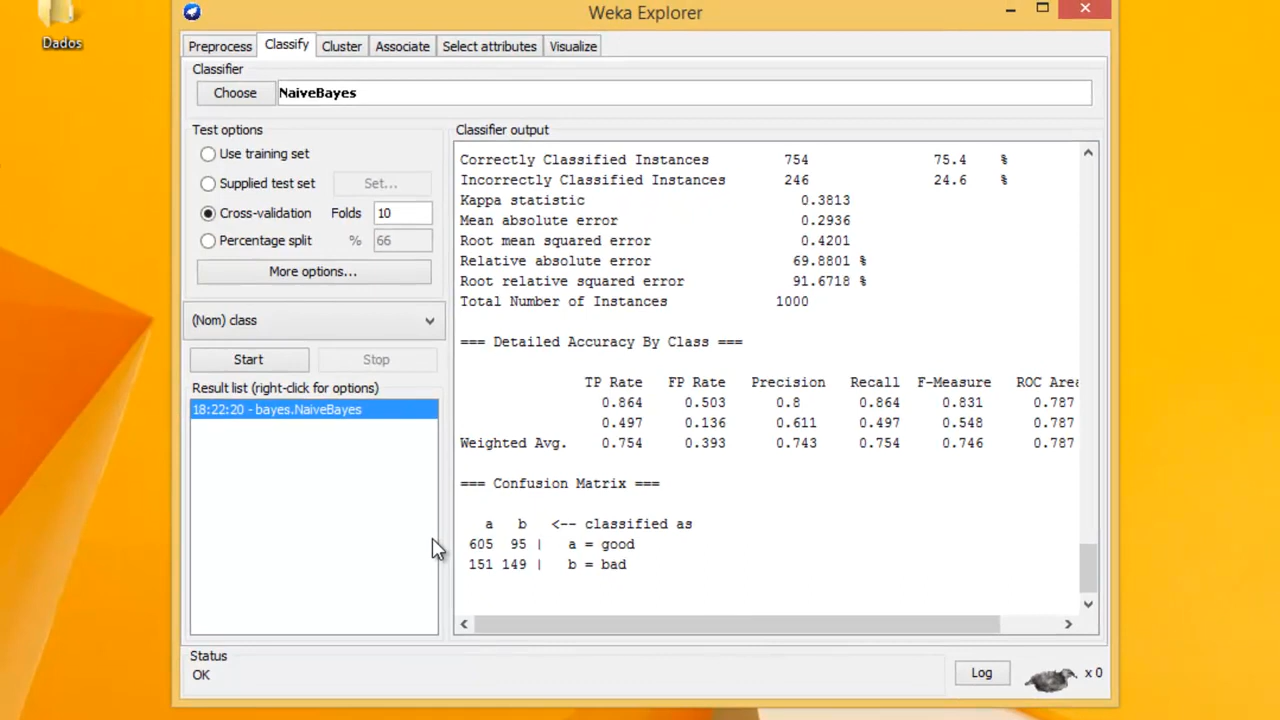 Dados
Weka Explorer
Preprocess Classify Cluster Associate Select attributes Visualize
Classifier
Choose NaiveBayes
Test options
Use training set
Supplied test set Set...
Cross-validation Folds 10
Percentage split % 66
More options...
(Nom) class
Start Stop
Result list (right-click for options)
18:22:20 - bayes.NaiveBayes
Classifier output
Correctly Classified Instances 754 75.4 %
Incorrectly Classified Instances 246 24.6 %
Kappa statistic 0.3813
Mean absolute error 0.2936
Root mean squared error 0.4201
Relative absolute error 69.8801 %
Root relative squared error 91.6718 %
Total Number of Instances 1000
=== Detailed Accuracy By Class ===
TP Rate FP Rate Precision Recall F-Measure ROC Area
0.864 0.503 0.8 0.864 0.831 0.787
0.497 0.136 0.611 0.497 0.548 0.787
Weighted Avg. 0.754 0.393 0.743 0.754 0.746 0.787
=== Confusion Matrix ===
a b <-- classified as
605 95 | a = good
151 149 | b = bad
Status
OK
Log x 0